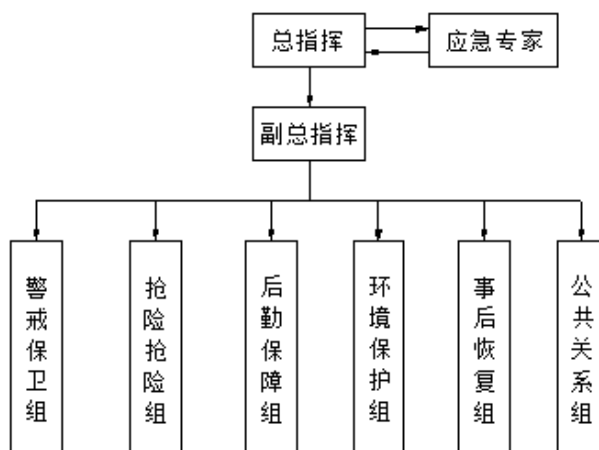 总指挥
应急专家
副总指挥
警戒保卫组
抢险抢险组
后勤保障组
环境保护组
事后恢复组
公共关系组